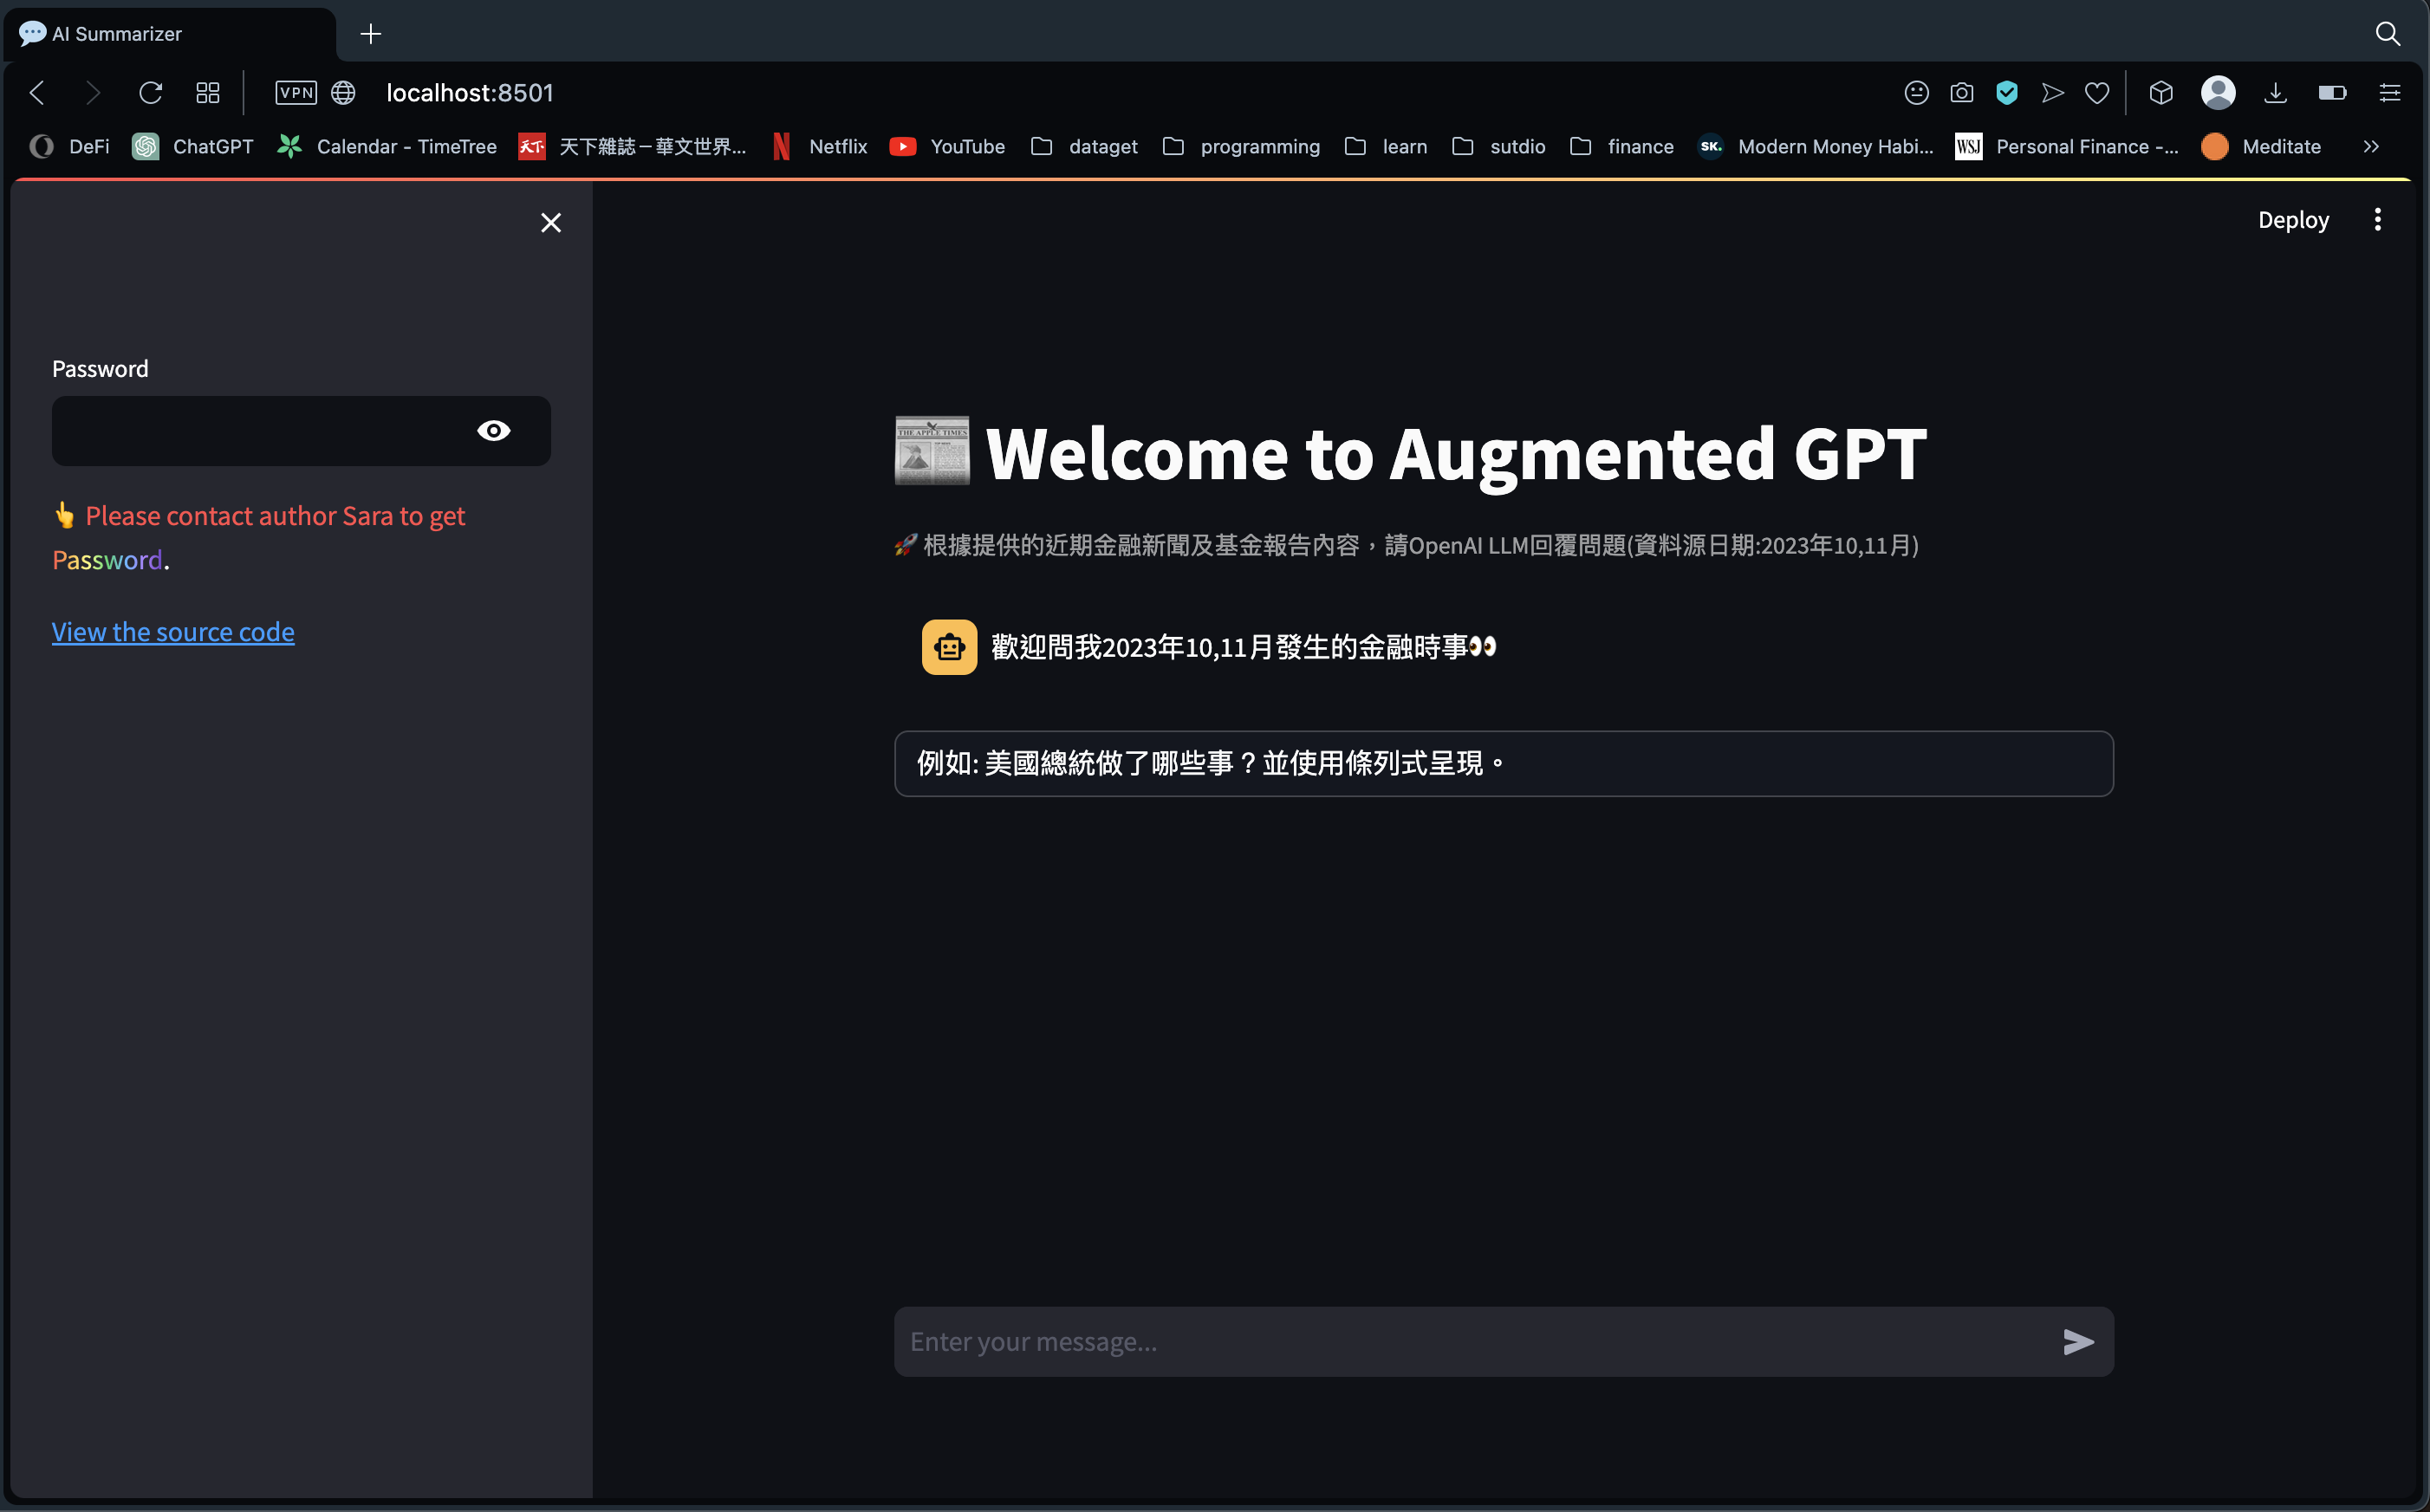 AI Summarizer
VPN
localhost:8501
DeFi
ChatGPT
Calendar - TimeTree
天下
天下雜誌－華文世界...
Netflix
YouTube
dataget
programming
learn
sutdio
finance
SK.
Modern Money Habi...
WSJ
Personal Finance -...
Meditate
Deploy
Password
👆 Please contact author Sara to get
Password.
View the source code
THE APPLE TIMES
Welcome to Augmented GPT
🚀 根據提供的近期金融新聞及基金報告內容，請OpenAI LLM回覆問題(資料源日期:2023年10,11月)
歡迎問我2023年10,11月發生的金融時事👀
例如: 美國總統做了哪些事？並使用條列式呈現。
Enter your message...